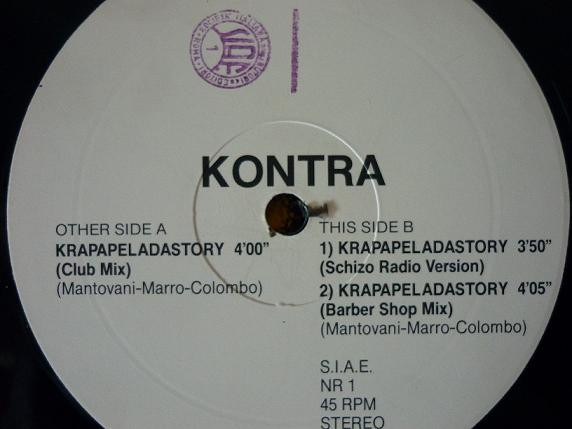 KONTRA
OTHER SIDE A
KRAPAPELADASTORY 4'00"
(Club Mix)
(Mantovani-Marro-Colombo)
THIS SIDE B
1) KRAPAPELADASTORY 3'50"
(Schizo Radio Version)
2) KRAPAPELADASTORY 4'05"
(Barber Shop Mix)
(Mantovani-Marro-Colombo)
S.I.A.E.
NR 1
45 RPM
STEREO